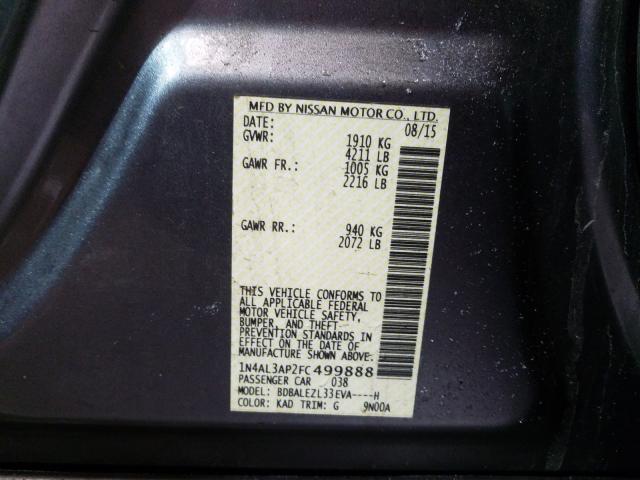 MFD BY NISSAN MOTOR CO., LTD.
DATE: 08/15
GVWR: 1910 KG
4211 LB
GAWR FR.: 1005 KG
2216 LB
GAWR RR.: 940 KG
2072 LB
THIS VEHICLE CONFORMS TO
ALL APPLICABLE FEDERAL
MOTOR VEHICLE SAFETY,
BUMPER, AND THEFT
PREVENTION STANDARDS IN
EFFECT ON THE DATE OF
MANUFACTURE SHOWN ABOVE.
1N4AL3AP2FC499888
PASSENGER CAR 038
MODEL: BDBALEZL33EVA----H
COLOR: KAD TRIM: G 9N00A